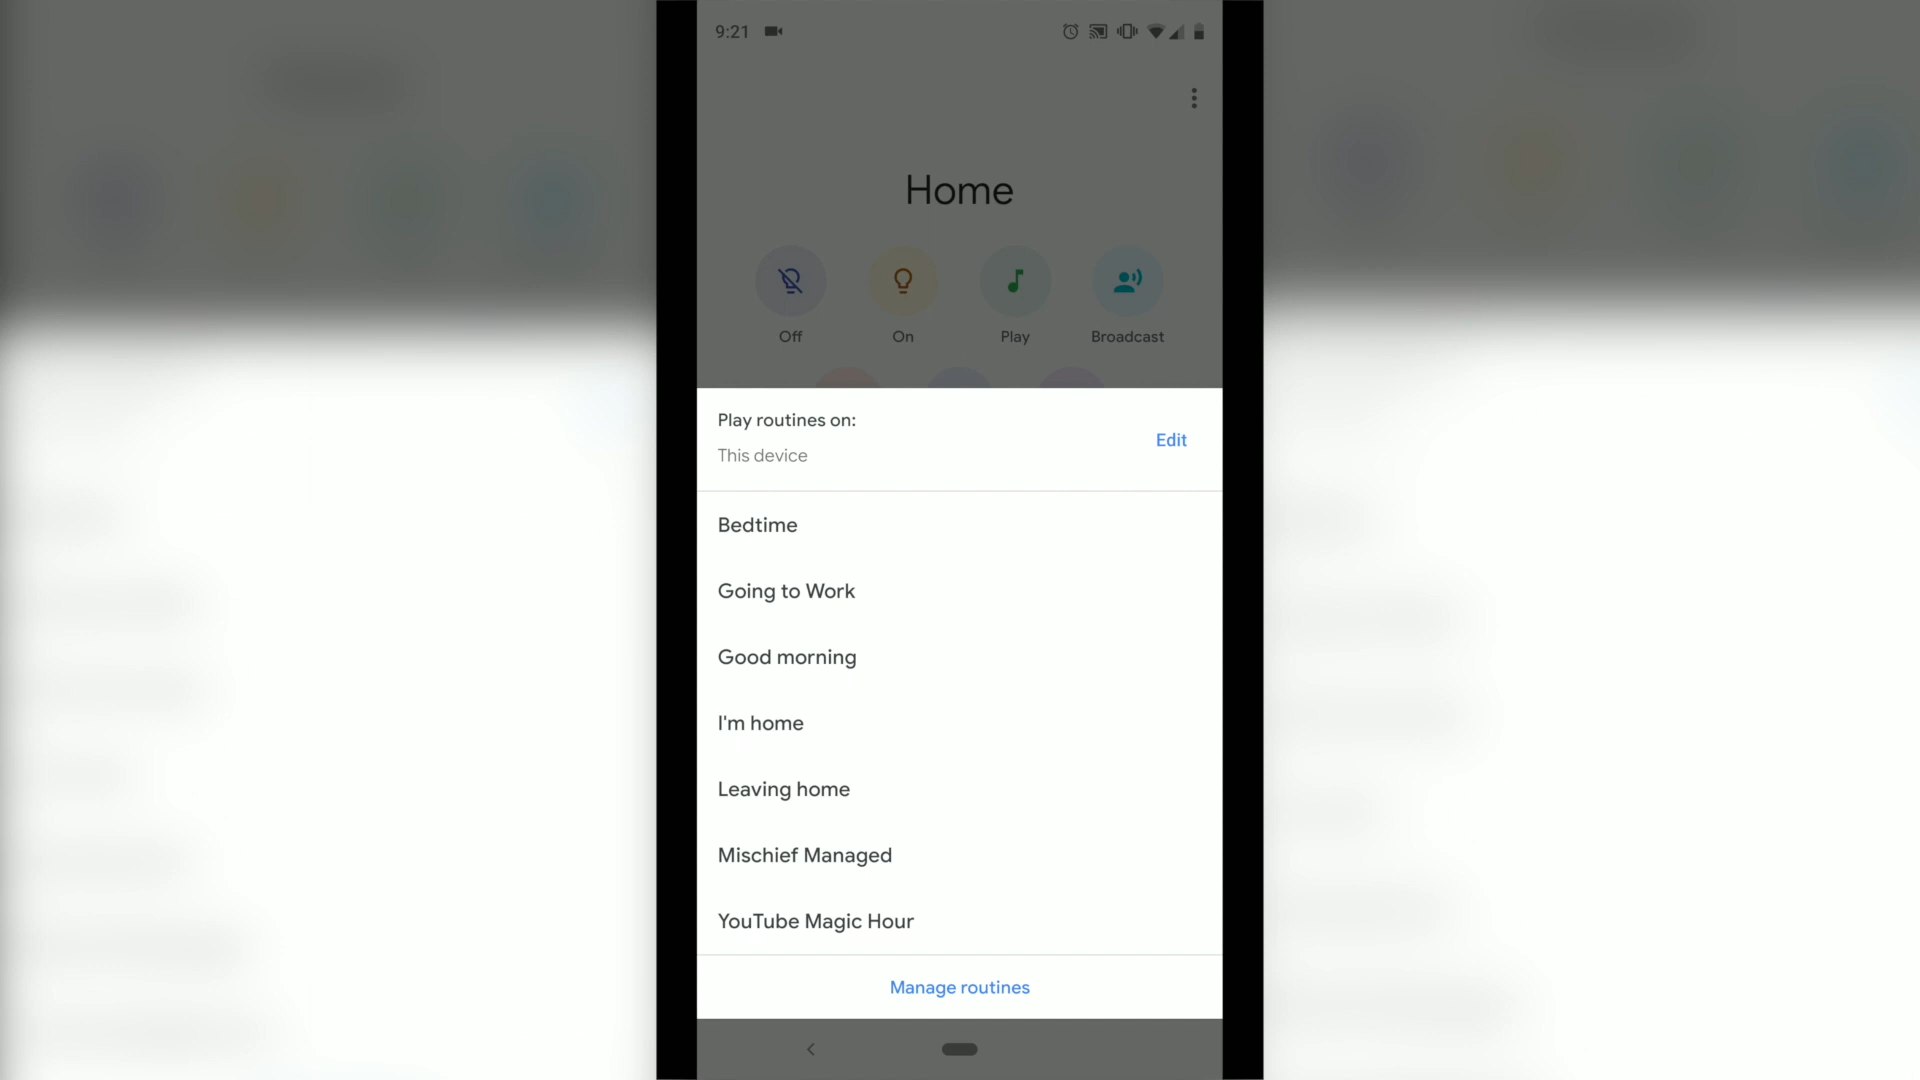 9:21
Home
Off On Play Broadcast
Play routines on:
This device
Edit
Bedtime
Going to Work
Good morning
I'm home
Leaving home
Mischief Managed
YouTube Magic Hour
Manage routines